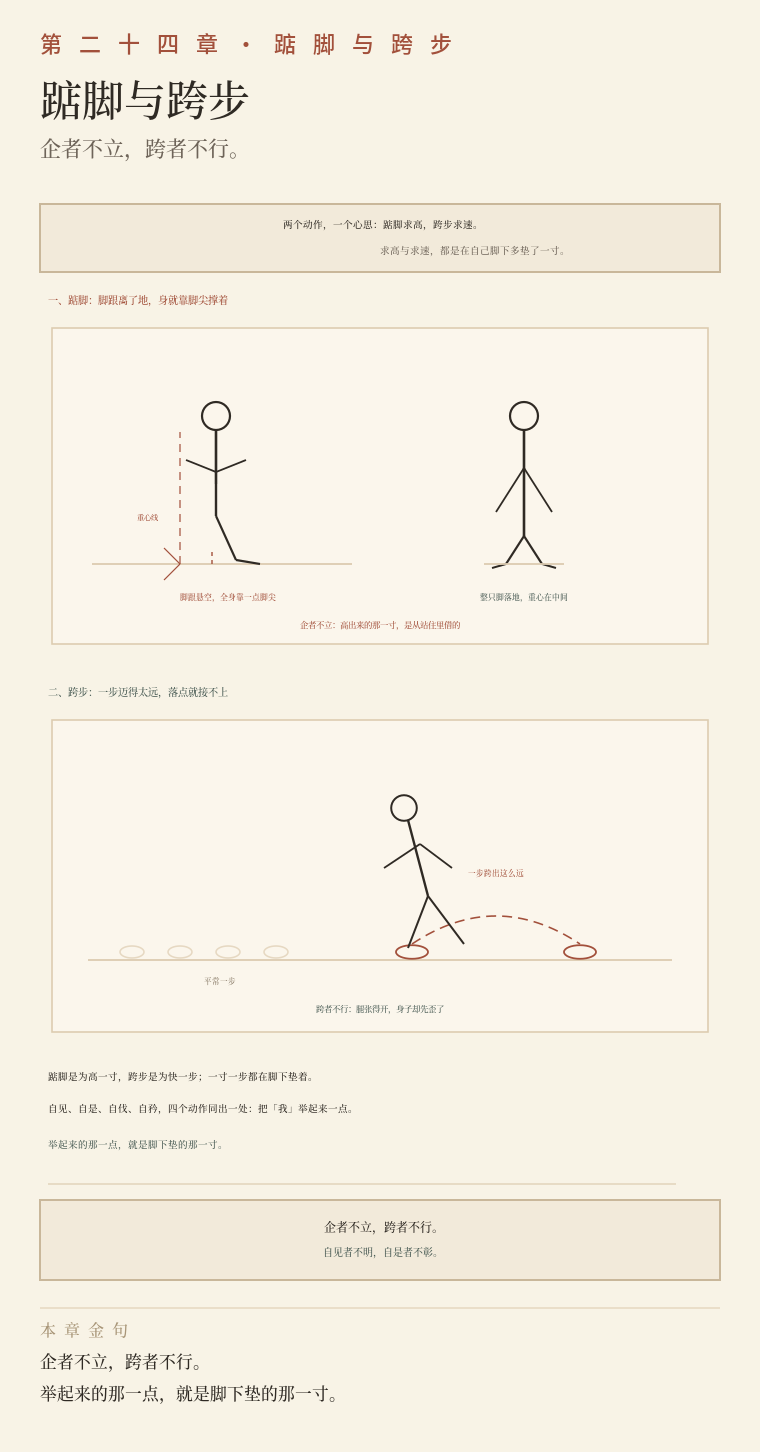 第二十四章·踮脚与跨步
踮脚与跨步
企者不立，跨者不行。
两个动作，一个心思：踮脚求高，跨步求速。
求高与求速，都是在自己脚下多垫了一寸。
一、踮脚：脚跟离了地，身就靠脚尖撑着
重心线
脚跟悬空，全身靠一点脚尖
整只脚落地，重心在中间
企者不立：高出来的那一寸，是从站住里借的
二、跨步：一步迈得太远，落点就接不上
一步跨出这么远
平常一步
跨者不行：腿张得开，身子却先歪了
踮脚是为高一寸，跨步是为快一步；一寸一步都在脚下垫着。
自见、自是、自伐、自矜，四个动作同出一处：把「我」举起来一点。
举起来的那一点，就是脚下垫的那一寸。
企者不立，跨者不行。
自见者不明，自是者不彰。
本章金句
企者不立，跨者不行。
举起来的那一点，就是脚下垫的那一寸。